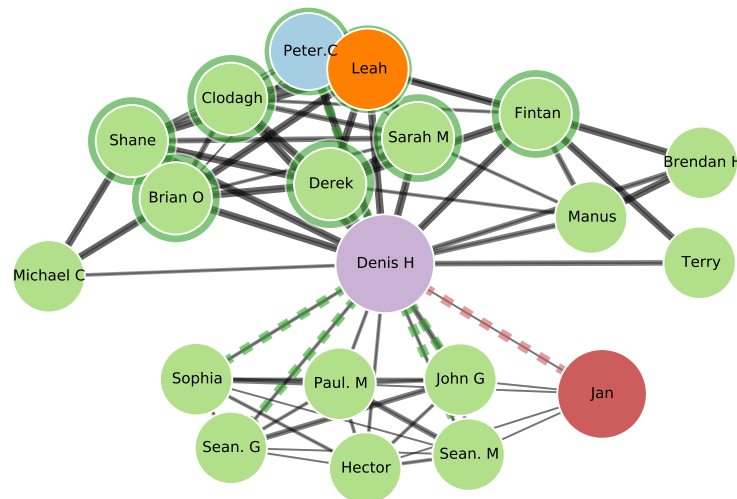 Peter.C
Leah
Clodagh
Fintan
Shane
Sarah M
Brendan H
Derek
Brian O
Manus
Michael C
Denis H
Terry
Sophia
Paul. M
John G
Jan
Sean. G
Hector
Sean. M